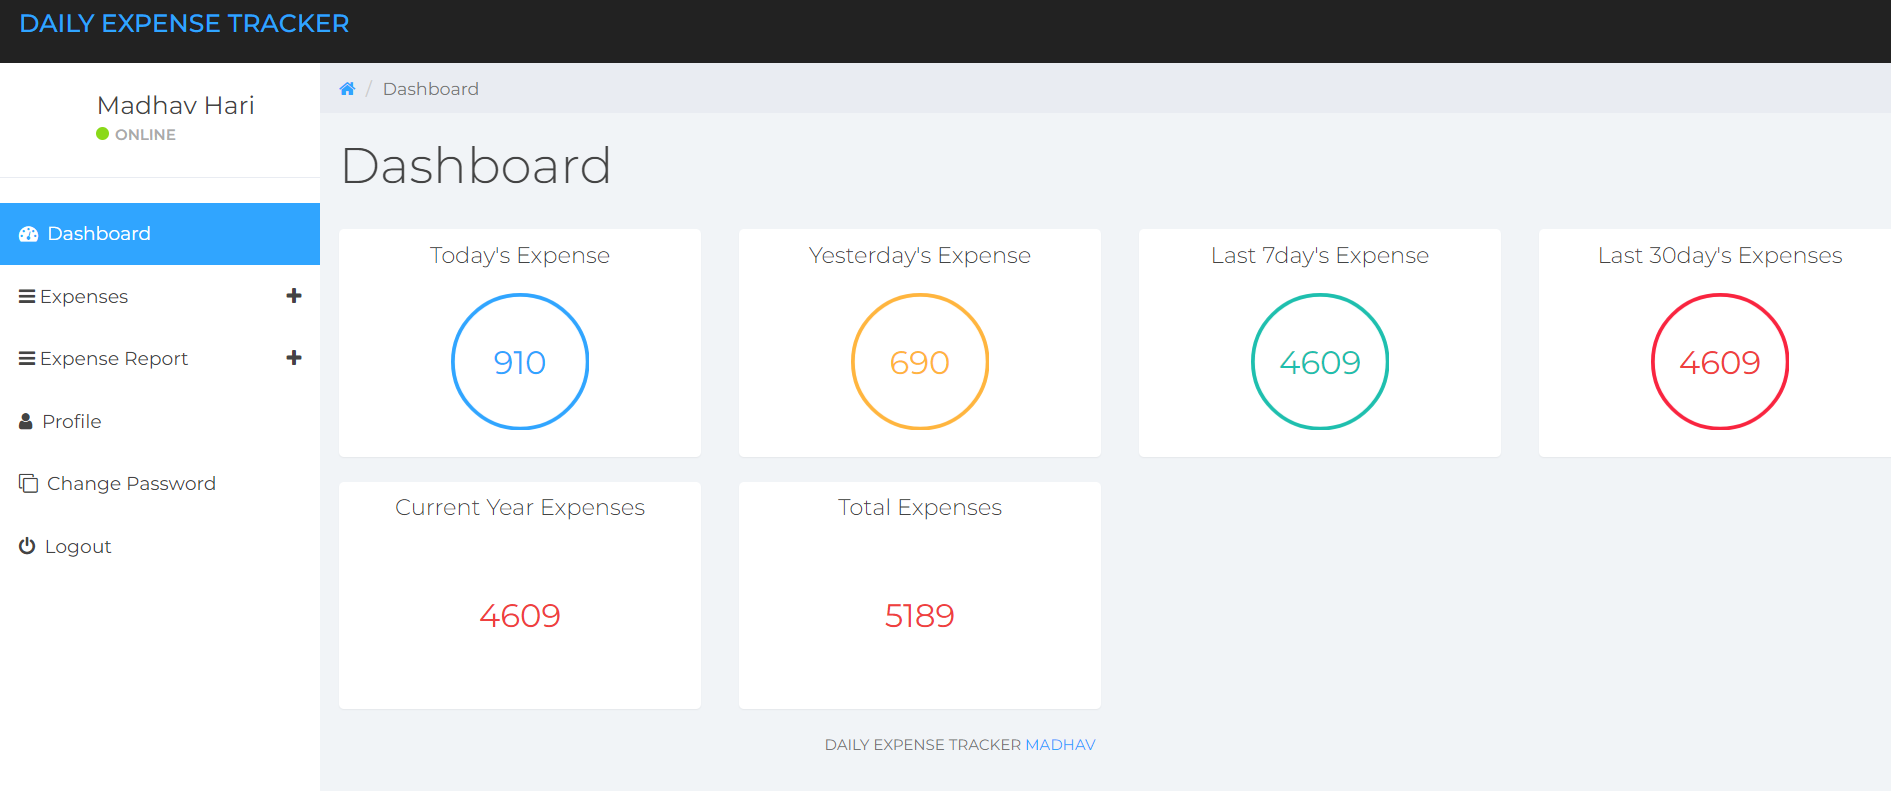 DAILY EXPENSE TRACKER
Madhav Hari
ONLINE
Dashboard
Expenses
Expense Report
Profile
Change Password
Logout
/ Dashboard
Dashboard
Today's Expense
910
Yesterday's Expense
690
Last 7day's Expense
4609
Last 30day's Expenses
4609
Current Year Expenses
4609
Total Expenses
5189
DAILY EXPENSE TRACKER MADHAV